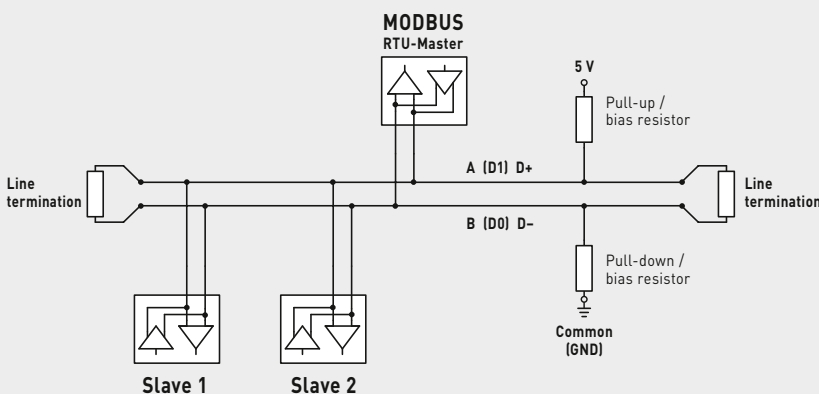 MODBUS
RTU-Master
5 V
Pull-up /
bias resistor
A (D1) D+
Line
termination
Line
termination
B (D0) D–
Pull-down /
bias resistor
Common
(GND)
Slave 1
Slave 2